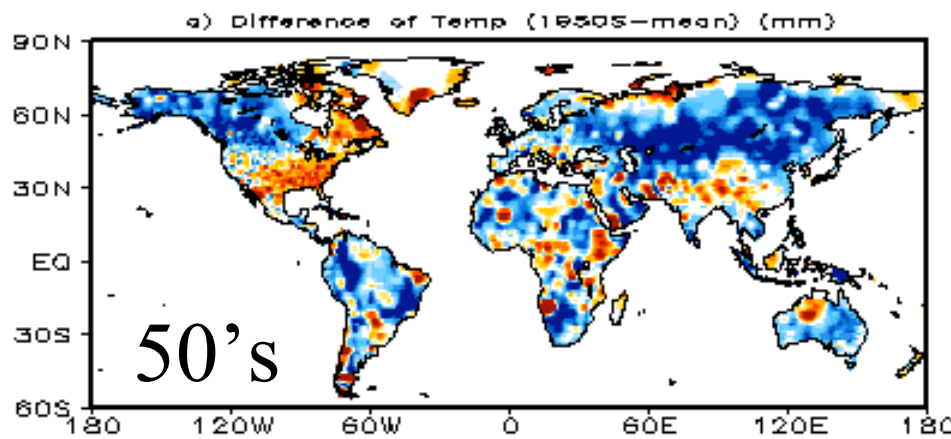 a) Difference of Temp (1950S-mean) (mm)
90N
60N
30N
EQ
30S
60S
50's
180 120W 60W 0 60E 120E 180